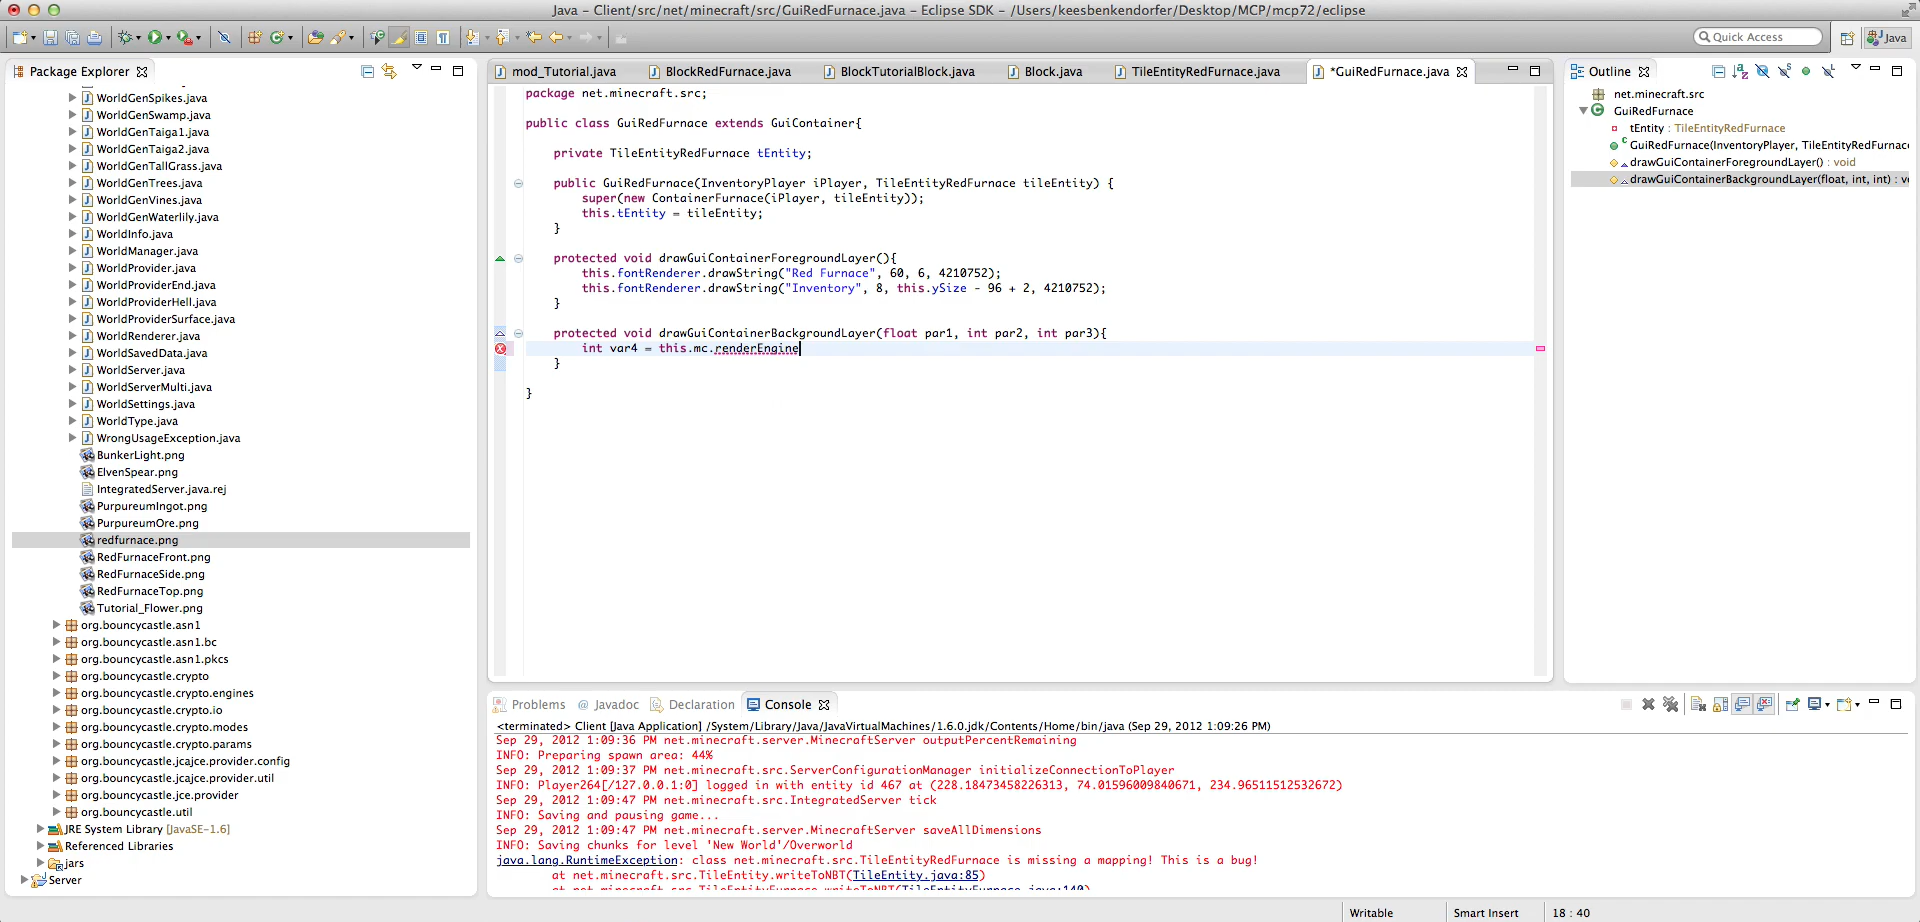 Java – Client/src/net/minecraft/src/GuiRedFurnace.java – Eclipse SDK – /Users/keesbenkendorfer/Desktop/MCP/mcp72/eclipse
Quick Access
Java
Package Explorer
WorldGenSpikes.java
WorldGenSwamp.java
WorldGenTaiga1.java
WorldGenTaiga2.java
WorldGenTallGrass.java
WorldGenTrees.java
WorldGenVines.java
WorldGenWaterlily.java
WorldInfo.java
WorldManager.java
WorldProvider.java
WorldProviderEnd.java
WorldProviderHell.java
WorldProviderSurface.java
WorldRenderer.java
WorldSavedData.java
WorldServer.java
WorldServerMulti.java
WorldSettings.java
WorldType.java
WrongUsageException.java
BunkerLight.png
ElvenSpear.png
IntegratedServer.java.rej
PurpureumIngot.png
PurpureumOre.png
redfurnace.png
RedFurnaceFront.png
RedFurnaceSide.png
RedFurnaceTop.png
Tutorial_Flower.png
org.bouncycastle.asn1
org.bouncycastle.asn1.bc
org.bouncycastle.asn1.pkcs
org.bouncycastle.crypto
org.bouncycastle.crypto.engines
org.bouncycastle.crypto.io
org.bouncycastle.crypto.modes
org.bouncycastle.crypto.params
org.bouncycastle.jcajce.provider.config
org.bouncycastle.jcajce.provider.util
org.bouncycastle.jce.provider
org.bouncycastle.util
JRE System Library [JavaSE-1.6]
Referenced Libraries
jars
Server
mod_Tutorial.java BlockRedFurnace.java BlockTutorialBlock.java Block.java TileEntityRedFurnace.java *GuiRedFurnace.java
package net.minecraft.src;
public class GuiRedFurnace extends GuiContainer{
private TileEntityRedFurnace tEntity;
public GuiRedFurnace(InventoryPlayer iPlayer, TileEntityRedFurnace tileEntity) {
super(new ContainerFurnace(iPlayer, tileEntity));
this.tEntity = tileEntity;
}
protected void drawGuiContainerForegroundLayer(){
this.fontRenderer.drawString("Red Furnace", 60, 6, 4210752);
this.fontRenderer.drawString("Inventory", 8, this.ySize - 96 + 2, 4210752);
}
protected void drawGuiContainerBackgroundLayer(float par1, int par2, int par3){
int var4 = this.mc.renderEngine
}
}
Outline
net.minecraft.src
GuiRedFurnace
tEntity : TileEntityRedFurnace
GuiRedFurnace(InventoryPlayer, TileEntityRedFurnace
drawGuiContainerForegroundLayer() : void
drawGuiContainerBackgroundLayer(float, int, int) : v
Problems @ Javadoc Declaration Console
<terminated> Client [Java Application] /System/Library/Java/JavaVirtualMachines/1.6.0.jdk/Contents/Home/bin/java (Sep 29, 2012 1:09:26 PM)
Sep 29, 2012 1:09:36 PM net.minecraft.server.MinecraftServer outputPercentRemaining
INFO: Preparing spawn area: 44%
Sep 29, 2012 1:09:37 PM net.minecraft.src.ServerConfigurationManager initializeConnectionToPlayer
INFO: Player264[/127.0.0.1:0] logged in with entity id 467 at (228.18473458226313, 74.01596009840671, 234.96511512532672)
Sep 29, 2012 1:09:47 PM net.minecraft.src.IntegratedServer tick
INFO: Saving and pausing game...
Sep 29, 2012 1:09:47 PM net.minecraft.server.MinecraftServer saveAllDimensions
INFO: Saving chunks for level 'New World'/Overworld
java.lang.RuntimeException: class net.minecraft.src.TileEntityRedFurnace is missing a mapping! This is a bug!
at net.minecraft.src.TileEntity.writeToNBT(TileEntity.java:85)
at net.minecraft.src.TileEntityFurnace.writeToNBT(TileEntityFurnace.java:140)
Writable Smart Insert 18 : 40